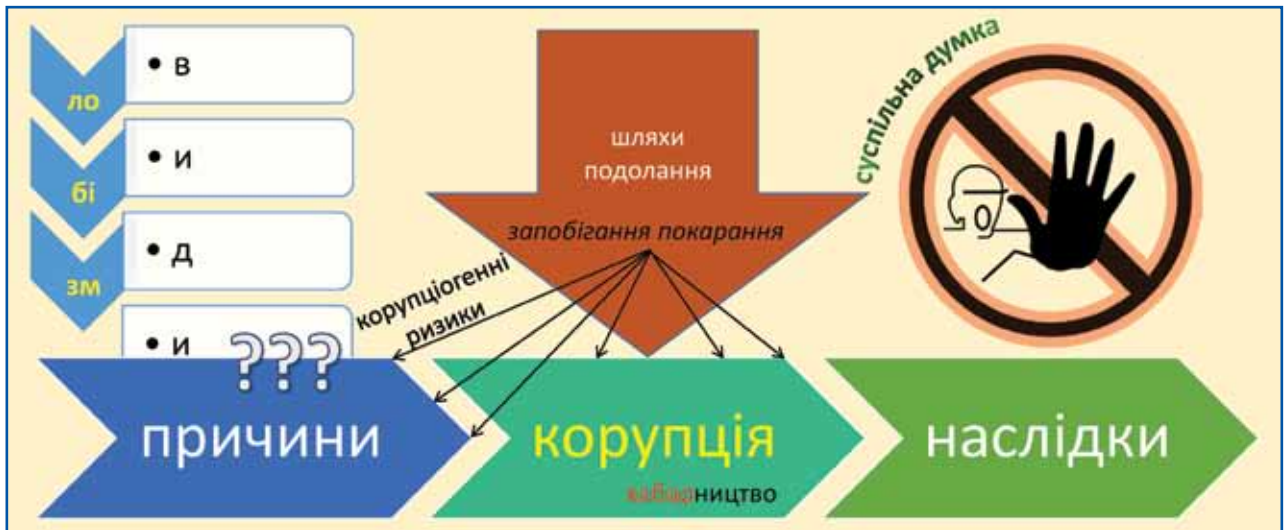 ло
• в
бі
• и
зм
• д
• и
???
шляхи
подолання
запобігання покарання
корупціогенні
ризики
суспільна думка
причини
корупція
хабарництво
наслідки